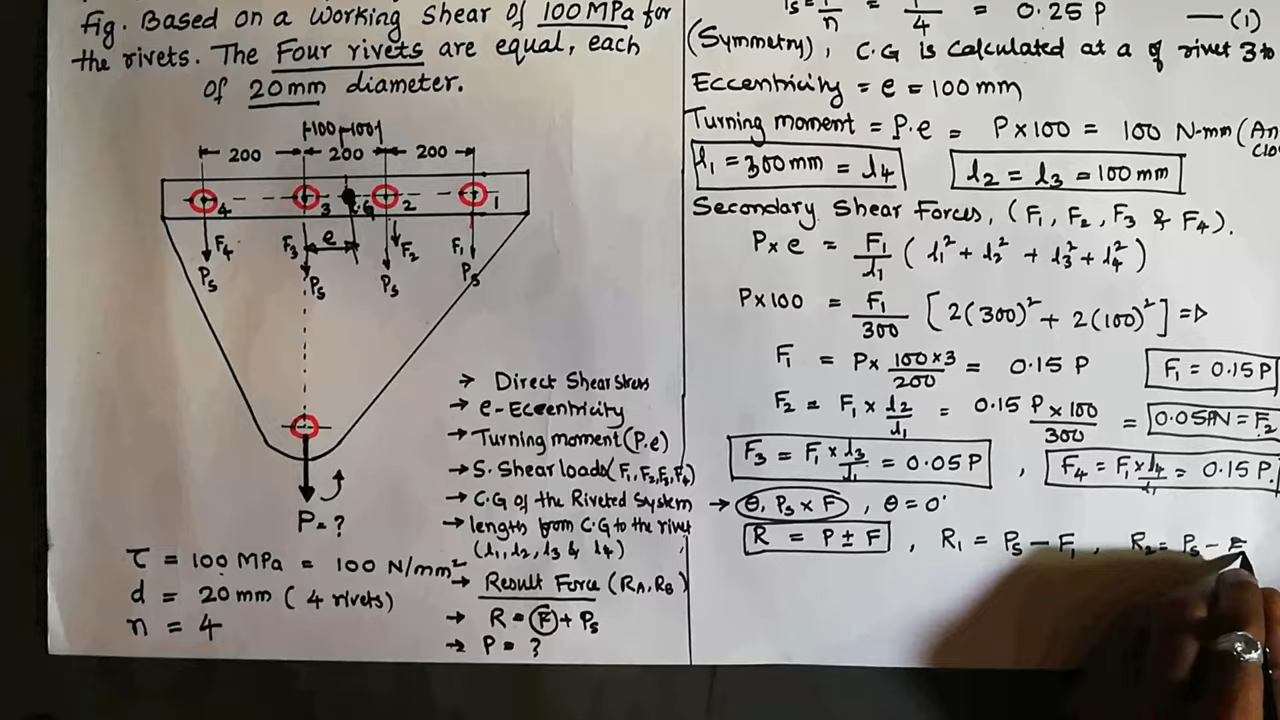 Fig. Based on a Working Shear of 100 MPa for
the rivets. The Four rivets are equal, each
of 20mm diameter.
100 100
200 200 200
4 3 C.G 2 1
F4 F3 e F2 F1
Ps Ps Ps Ps
P = ?
τ = 100 MPa = 100 N/mm²
d = 20mm (4 rivets)
n = 4
→ Direct Shear Stress
→ e-Eccentricity
→ Turning moment (P.e)
→ S. Shear loads (F1, F2, F3, F4)
→ C.G of the Riveted System
→ length from C.G to the rivet
(l1, l2, l3 & l4)
→ Result Force (RA, RB)
→ R = F + Ps
→ P = ?
= 4 = 0.25 P — (1)
(Symmetry), C.G is calculated at a of rivet 3 to
Eccentricity = e = 100 mm
Turning moment = P.e = P×100 = 100 N-mm (An
l1 = 300mm = l4 l2 = l3 = 100 mm
Secondary Shear Forces, (F1, F2, F3 & F4).
P×e = F1/l1 (l1² + l2² + l3² + l4²)
P×100 = F1/300 [2(300)² + 2(100)²] =>
F1 = P× 100×3/200 = 0.15 P F1 = 0.15 P
F2 = F1 × l2/l1 = 0.15 P×100/300 = 0.05PN = F2
F3 = F1 × l3/l1 = 0.05 P , F4 = F1×l4/l1 = 0.15 P.
→ θ, Ps × F , θ = 0°
R = P ± F , R1 = Ps – F1, R2 = Ps –